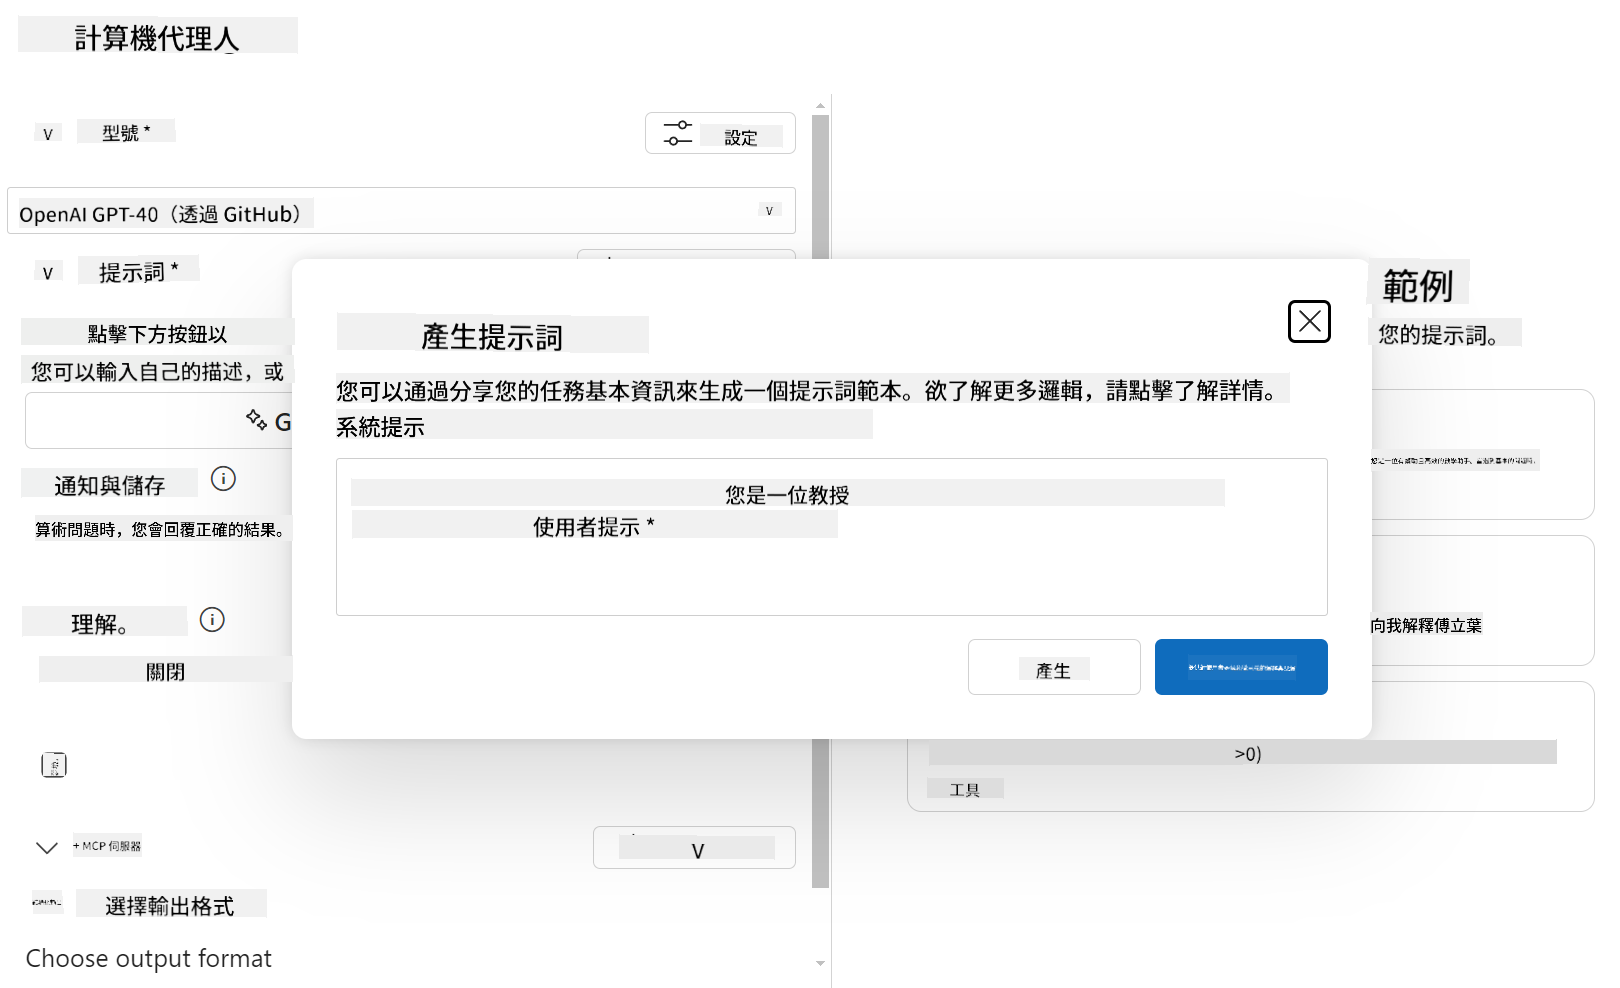 計算機代理人
v 型號 *
設定
OpenAI GPT-40（透過 GitHub）
v
v 提示詞 *
點擊下方按鈕以
您可以輸入自己的描述，或
G
通知與儲存
算術問題時，您會回覆正確的結果。
理解。
關閉
+ MCP 伺服器
V
選擇輸出格式
Choose output format
產生提示詞
您可以通過分享您的任務基本資訊來生成一個提示詞範本。欲了解更多邏輯，請點擊了解詳情。
系統提示
您是一位教授
使用者提示 *
產生
範例
您的提示詞。
向我解釋傅立葉
>0)
工具